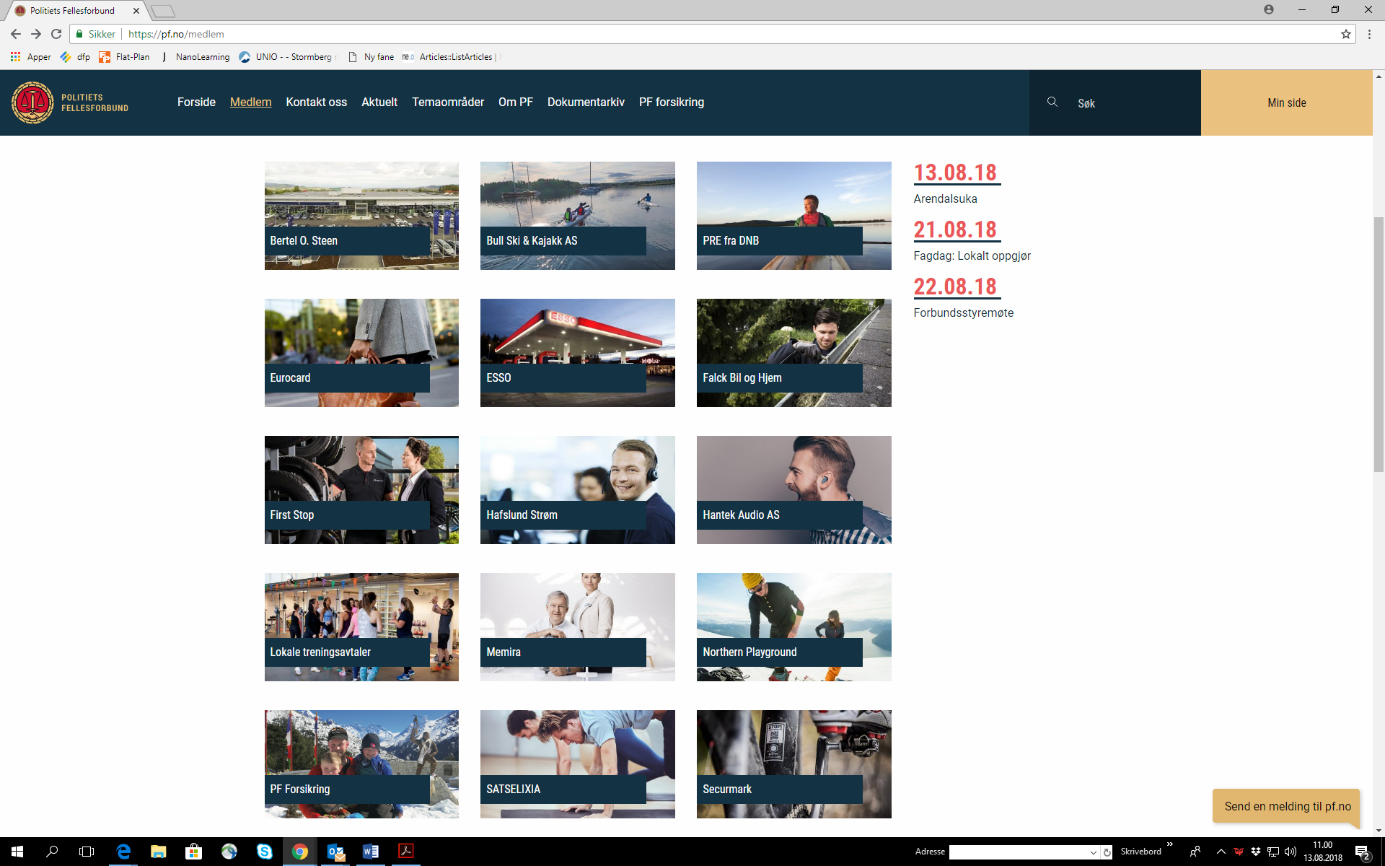 Politiets Fellesforbund
Sikker
https://pf.no/medlem
Apper
dfp
Flat-Plan
NanoLearning
UNIO - - Stormberg
Ny fane
Articles::ListArticles |
POLITIETS
FELLESFORBUND
Forside
Medlem
Kontakt oss
Aktuelt
Temaområder
Om PF
Dokumentarkiv
PF forsikring
Søk
Min side
Bertel O. Steen
Bull Ski & Kajakk AS
PRE fra DNB
13.08.18
Arendalsuka
21.08.18
Fagdag: Lokalt oppgjør
22.08.18
Forbundsstyremøte
ESSO
Eurocard
ESSO
Falck Bil og Hjem
First Stop
Hafslund Strøm
Hantek Audio AS
Lokale treningsavtaler
Memira
Northern Playground
PF Forsikring
SATSELIXIA
Securmark
Send en melding til pf.no
Adresse
Skrivebord
11.00
13.08.2018
2